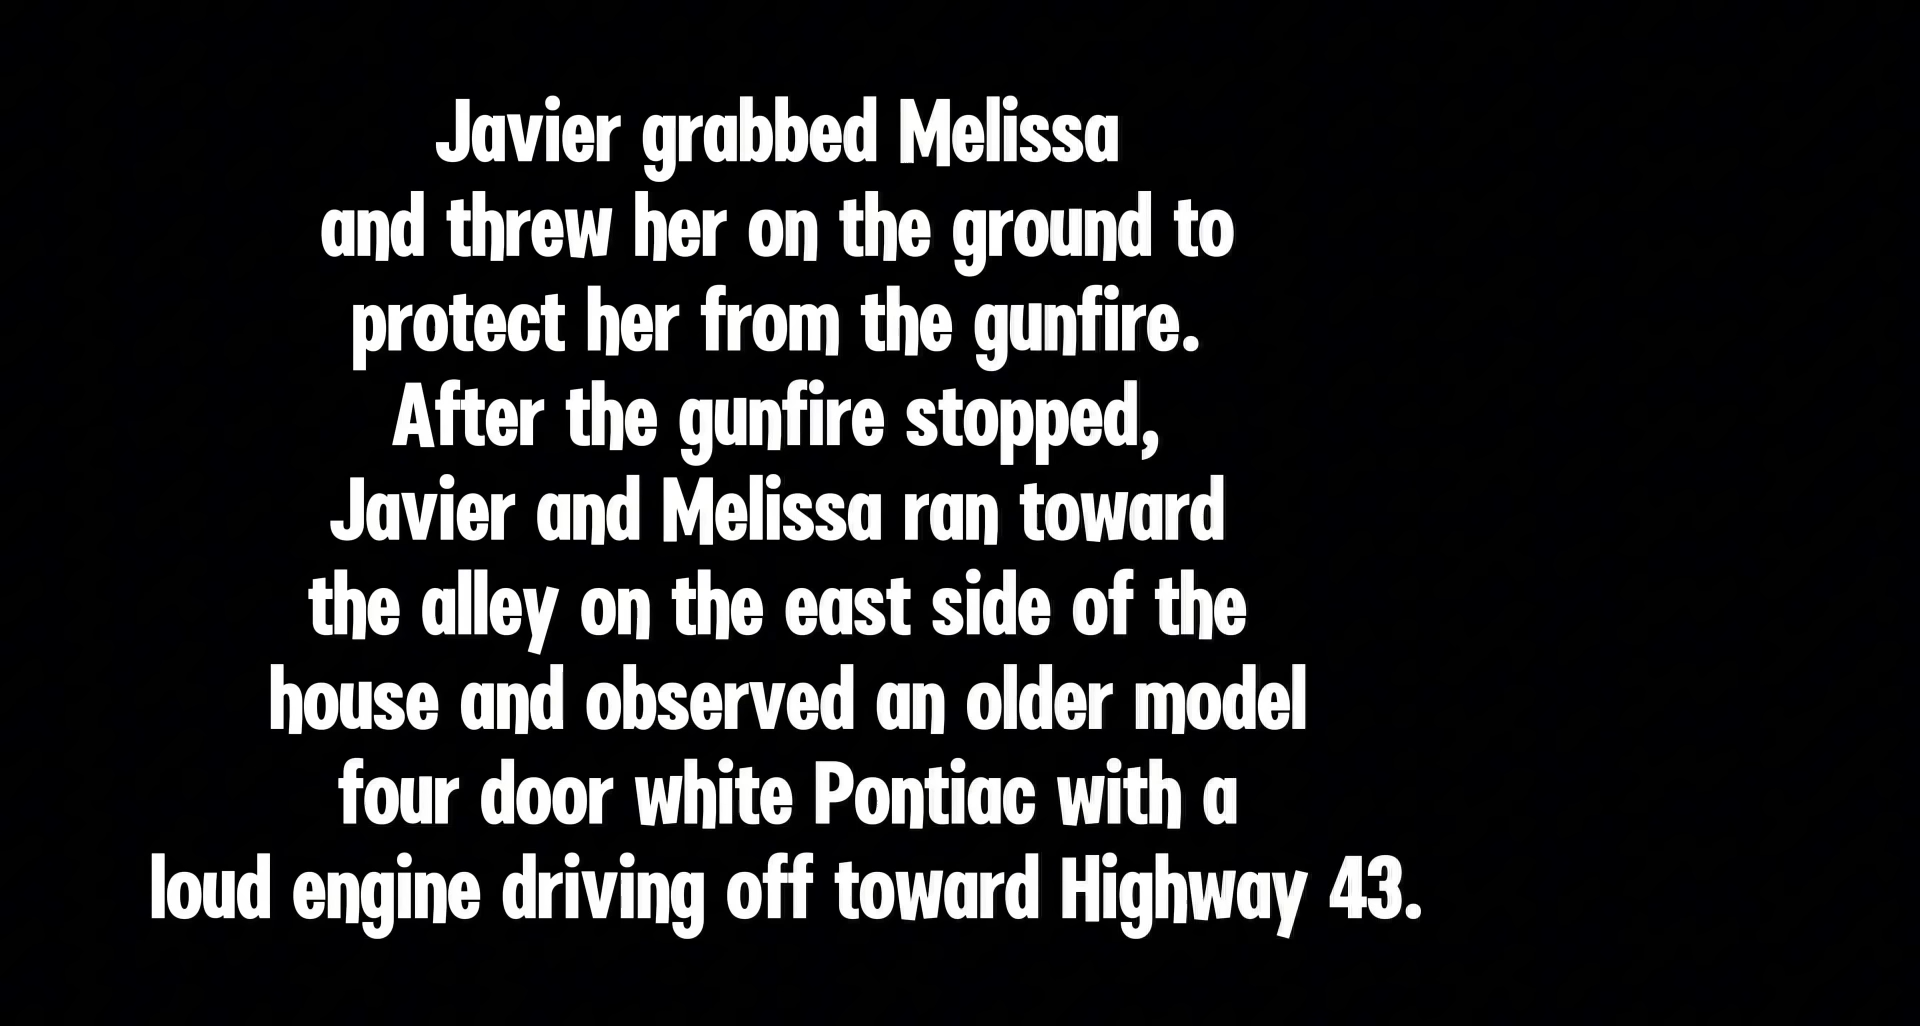 Javier grabbed Melissa
and threw her on the ground to
protect her from the gunfire.
After the gunfire stopped,
Javier and Melissa ran toward
the alley on the east side of the
house and observed an older model
four door white Pontiac with a
loud engine driving off toward Highway 43.